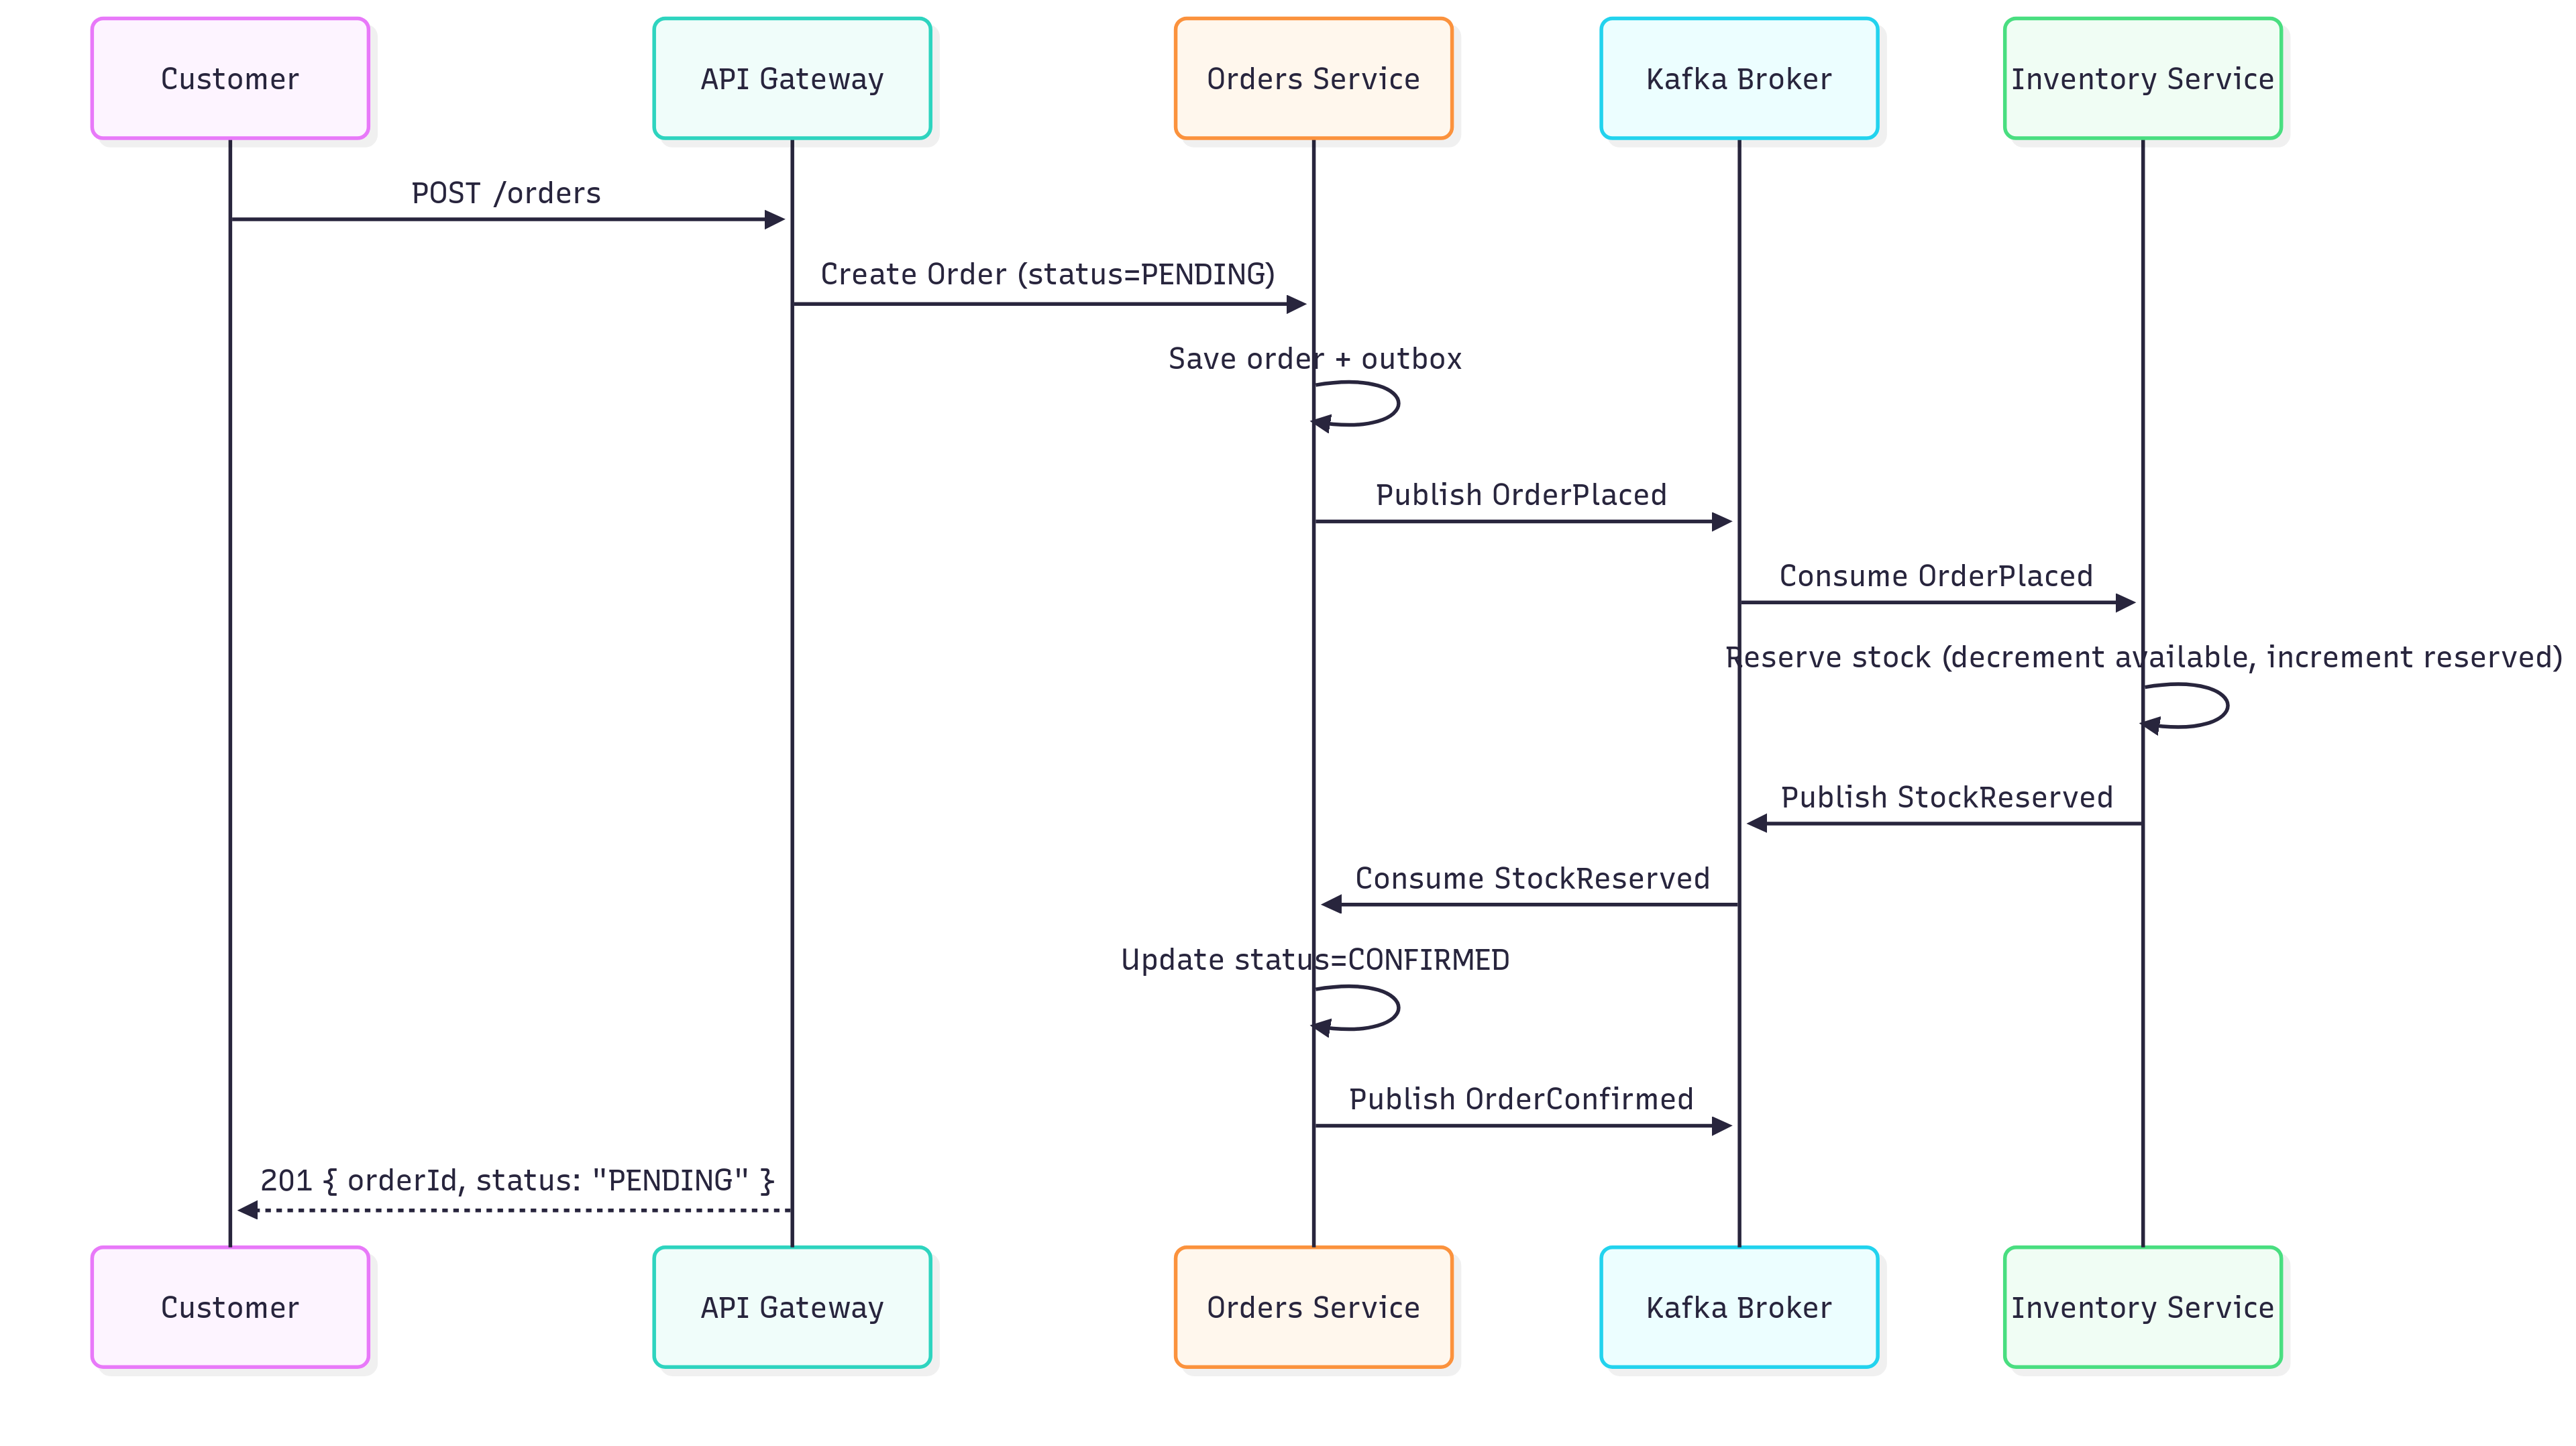 Customer
API Gateway
Orders Service
Kafka Broker
Inventory Service
POST /orders
Create Order (status=PENDING)
Save order + outbox
Publish OrderPlaced
Consume OrderPlaced
Reserve stock (decrement available, increment reserved)
Publish StockReserved
Consume StockReserved
Update status=CONFIRMED
Publish OrderConfirmed
201 { orderId, status: "PENDING" }
Customer
API Gateway
Orders Service
Kafka Broker
Inventory Service